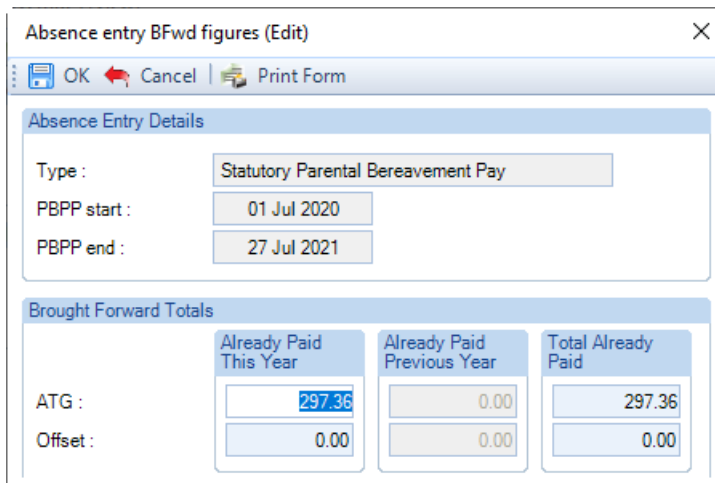 Absence entry BFwd figures (Edit)
OK Cancel Print Form
Absence Entry Details
Type : Statutory Parental Bereavement Pay
PBPP start : 01 Jul 2020
PBPP end : 27 Jul 2021
Brought Forward Totals
Already Paid This Year
Already Paid Previous Year
Total Already Paid
ATG : 297.36 0.00 297.36
Offset : 0.00 0.00 0.00